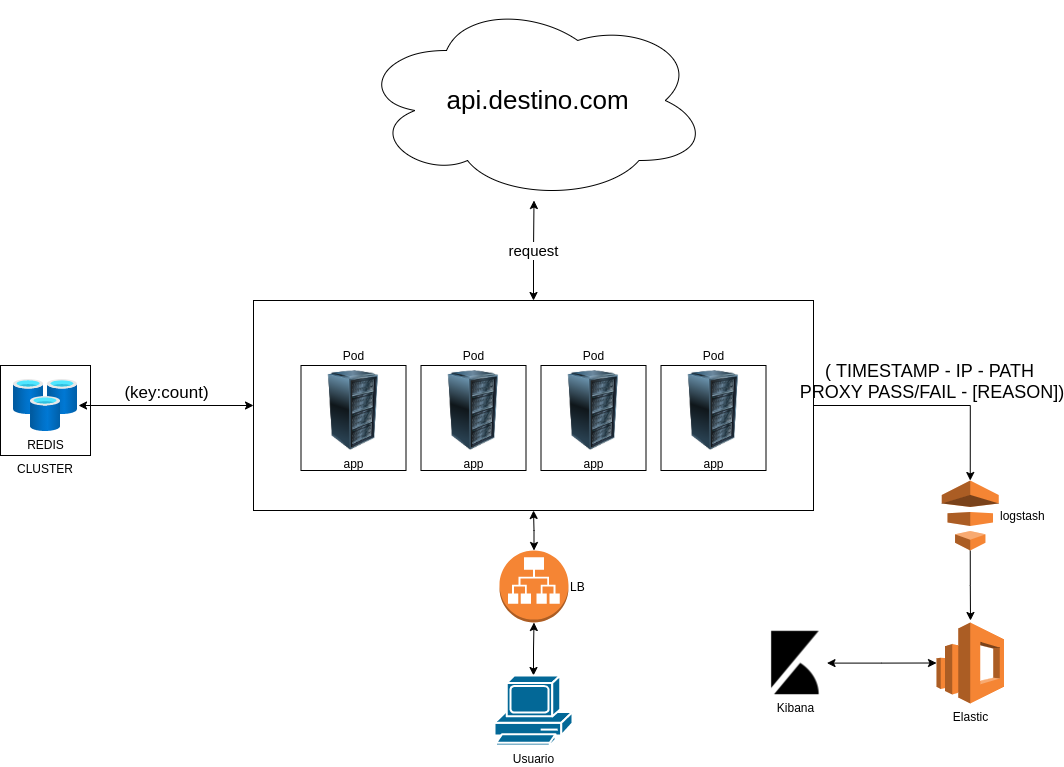 api.destino.com
request
Pod
Pod
Pod
Pod
( TIMESTAMP - IP - PATH
PROXY PASS/FAIL - [REASON])
(key:count)
REDIS
CLUSTER
app
app
app
app
logstash
LB
Kibana
Elastic
Usuario